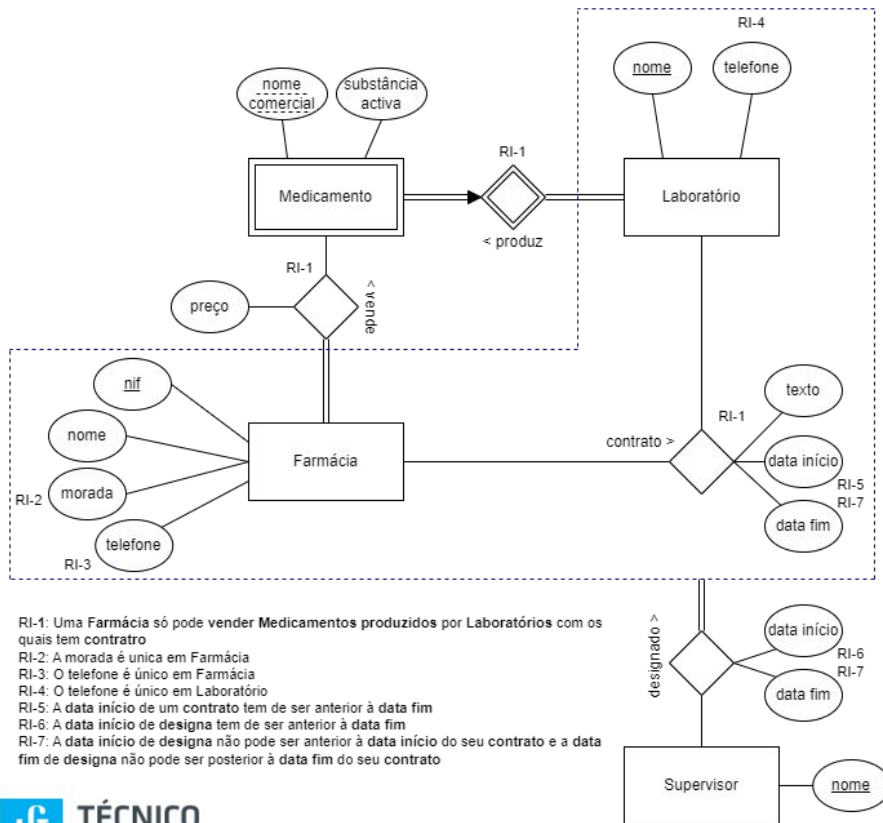 RI-4
nome
comercial
substância
activa
nome
telefone
RI-1
Medicamento
Laboratório
< produz
RI-1
preço
< vende
nif
nome
RI-2
morada
telefone
RI-3
Farmácia
contrato >
RI-1
texto
data início
RI-5
RI-7
data fim
RI-1: Uma Farmácia só pode vender Medicamentos produzidos por Laboratórios com os
quais tem contratro
RI-2: A morada é unica em Farmácia
RI-3: O telefone é único em Farmácia
RI-4: O telefone é único em Laboratório
RI-5: A data início de um contrato tem de ser anterior à data fim
RI-6: A data início de designa tem de ser anterior à data fim
RI-7: A data início de designa não pode ser anterior à data início do seu contrato e a data
fim de designa não pode ser posterior à data fim do seu contrato
designado >
data início
RI-6
RI-7
data fim
Supervisor
nome
TÉCNICO